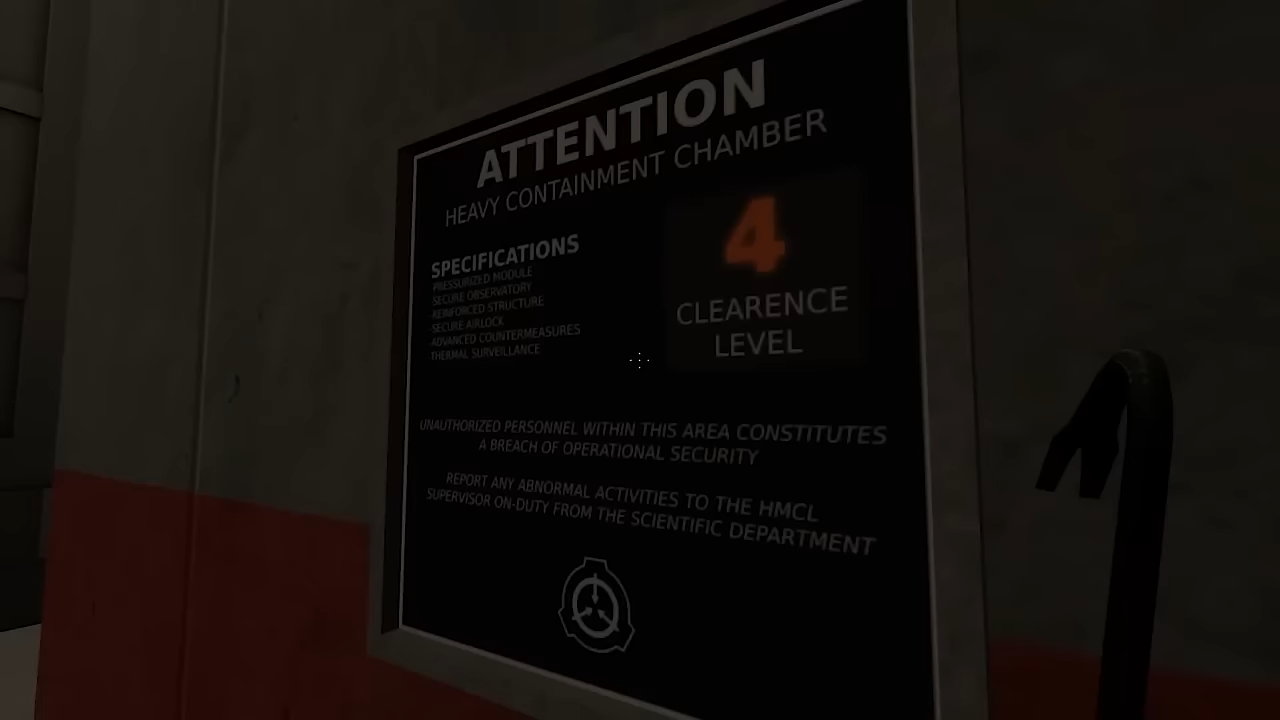 ATTENTION
HEAVY CONTAINMENT CHAMBER
SPECIFICATIONS
PRESSURIZED MODULE
SECURE OBSERVATORY
REINFORCED STRUCTURE
SECURE AIRLOCK
ADVANCED COUNTERMEASURES
THERMAL SURVEILLANCE
4
CLEARENCE
LEVEL
UNAUTHORIZED PERSONNEL WITHIN THIS AREA CONSTITUTES
A BREACH OF OPERATIONAL SECURITY
REPORT ANY ABNORMAL ACTIVITIES TO THE HMCL
SUPERVISOR ON-DUTY FROM THE SCIENTIFIC DEPARTMENT